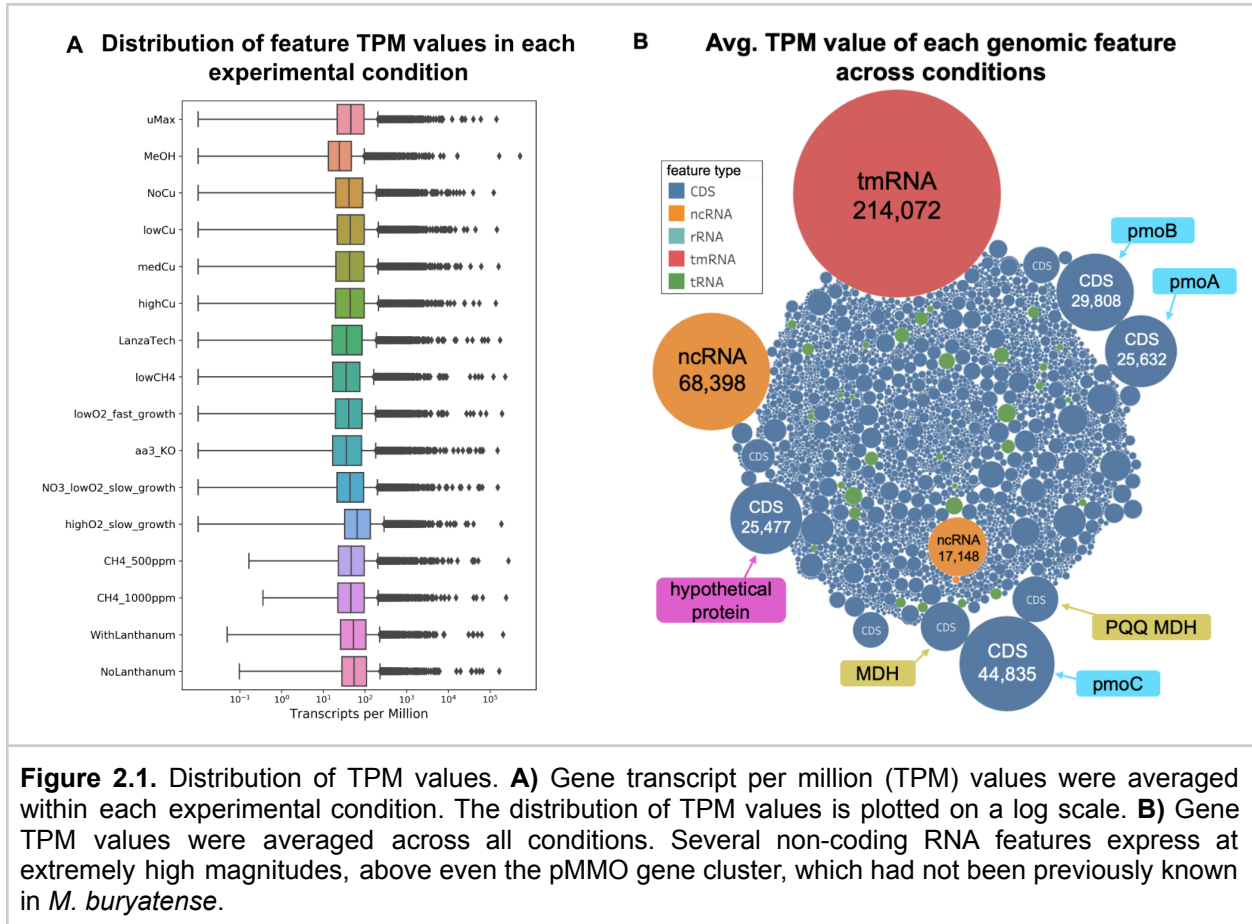 A Distribution of feature TPM values in each
experimental condition
uMax
MeOH
NoCu
lowCu
medCu
highCu
LanzaTech
lowCH4
lowO2_fast_growth
aa3_KO
NO3_lowO2_slow_growth
highO2_slow_growth
CH4_500ppm
CH4_1000ppm
WithLanthanum
NoLanthanum
10⁻¹ 10⁰ 10¹ 10² 10³ 10⁴ 10⁵
Transcripts per Million
B Avg. TPM value of each genomic feature
across conditions
feature type
CDS
ncRNA
rRNA
tmRNA
tRNA
tmRNA
214,072
pmoB
CDS
CDS
29,808
pmoA
CDS
25,632
ncRNA
68,398
CDS
CDS
25,477
hypothetical
protein
ncRNA
17,148
CDS
PQQ MDH
CDS
CDS
MDH
CDS
44,835
pmoC
Figure 2.1. Distribution of TPM values. A) Gene transcript per million (TPM) values were averaged
within each experimental condition. The distribution of TPM values is plotted on a log scale. B) Gene
TPM values were averaged across all conditions. Several non-coding RNA features express at
extremely high magnitudes, above even the pMMO gene cluster, which had not been previously known
in M. buryatense.